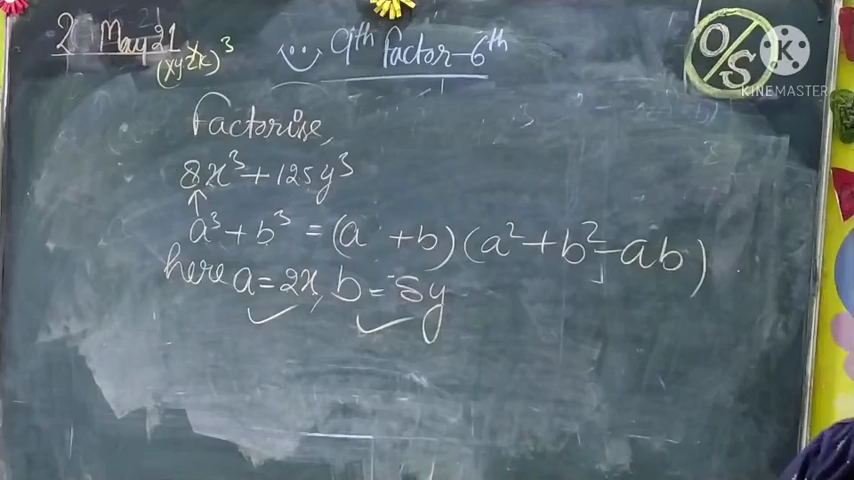 2 May 21
(xyzx)³
9th factor-6th
O/S
K
KINEMASTER
Factorise,
8x³+125y³
a³+b³ = (a +b) (a²+b²-ab)
here a=2x, b=5y